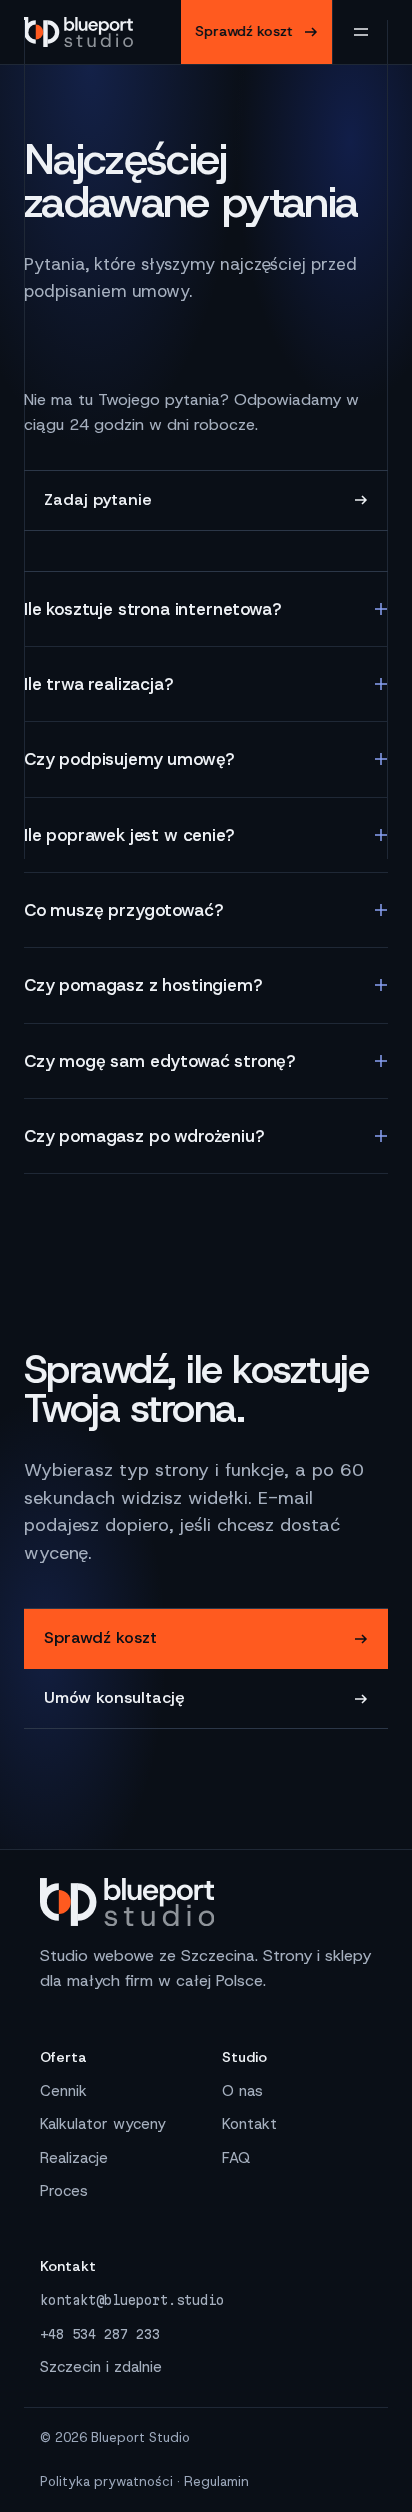 blueport
studio
Sprawdź koszt
Najczęściej
zadawane pytania
Pytania, które słyszymy najczęściej przed
podpisaniem umowy.
Nie ma tu Twojego pytania? Odpowiadamy w
ciągu 24 godzin w dni robocze.
Zadaj pytanie
Ile kosztuje strona internetowa?
Ile trwa realizacja?
Czy podpisujemy umowę?
Ile poprawek jest w cenie?
Co muszę przygotować?
Czy pomagasz z hostingiem?
Czy mogę sam edytować stronę?
Czy pomagasz po wdrożeniu?
Sprawdź, ile kosztuje
Twoja strona.
Wybierasz typ strony i funkcje, a po 60
sekundach widzisz widełki. E-mail
podajesz dopiero, jeśli chcesz dostać
wycenę.
Sprawdź koszt
Umów konsultację
blueport
studio
Studio webowe ze Szczecina. Strony i sklepy
dla małych firm w całej Polsce.
Oferta
Cennik
Kalkulator wyceny
Realizacje
Proces
Studio
O nas
Kontakt
FAQ
Kontakt
kontakt@blueport.studio
+48 534 287 233
Szczecin i zdalnie
© 2026 Blueport Studio
Polityka prywatności · Regulamin